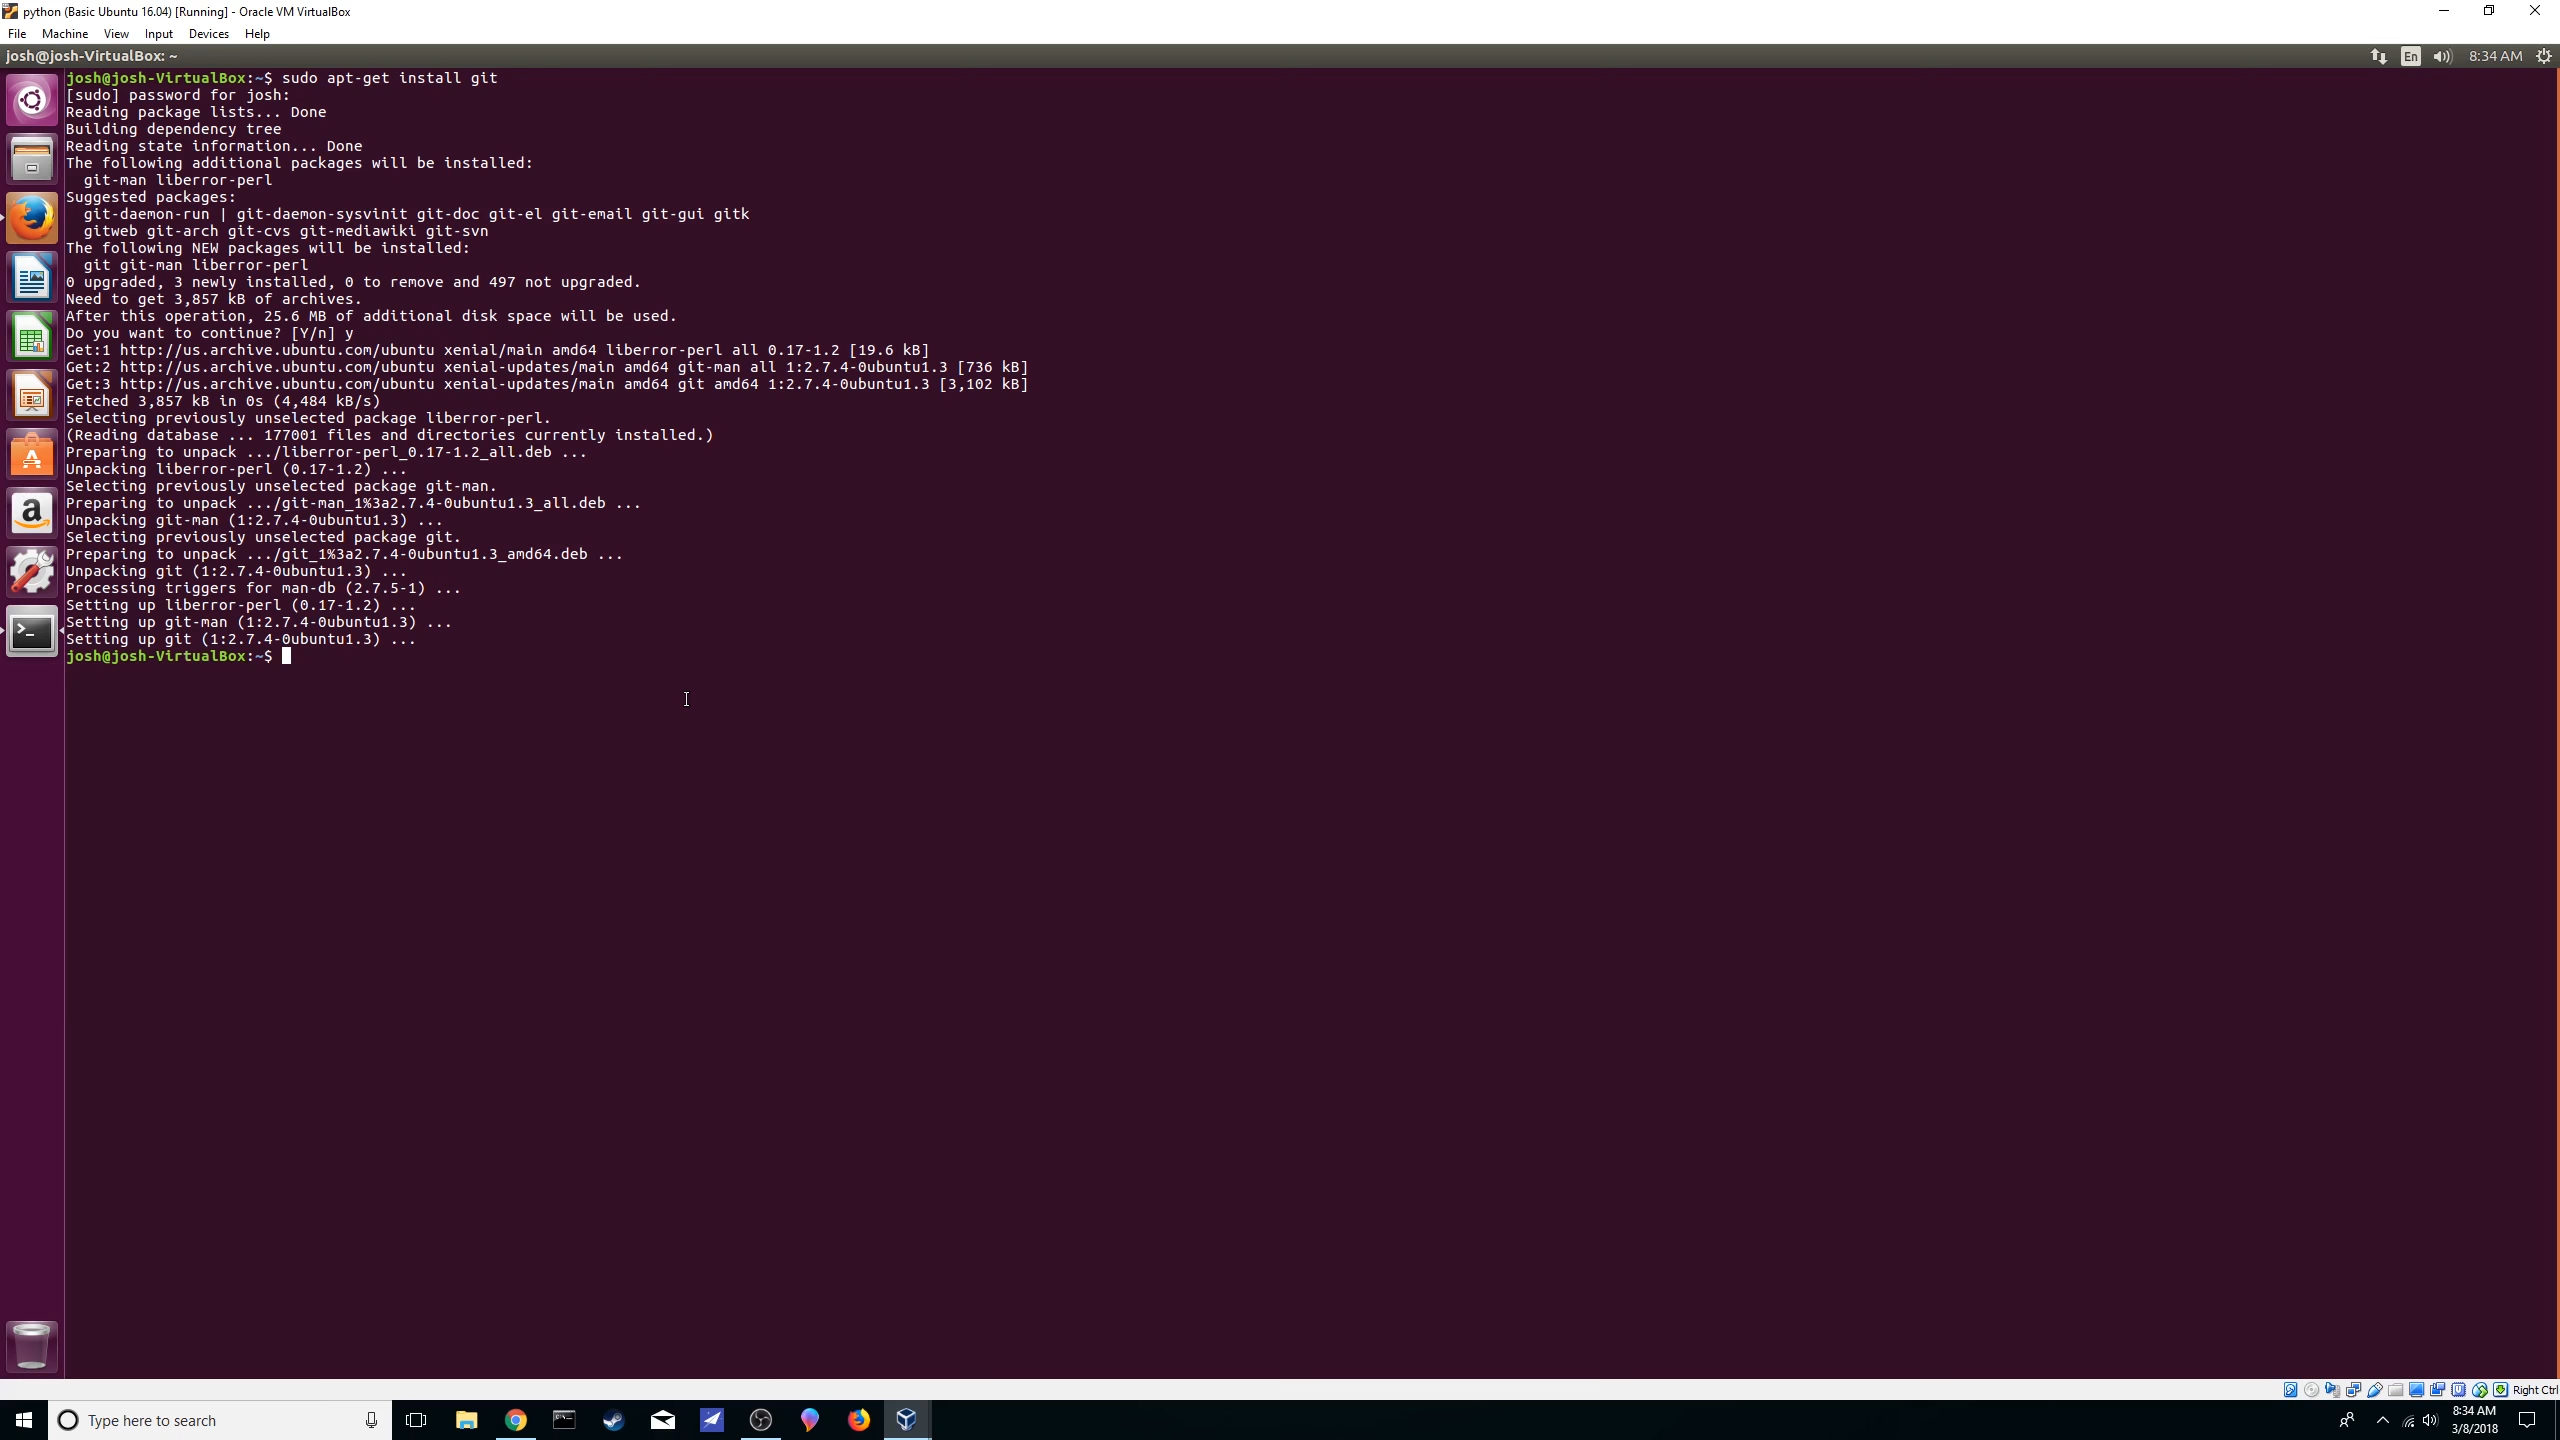 python (Basic Ubuntu 16.04) [Running] - Oracle VM VirtualBox
File Machine View Input Devices Help
josh@josh-VirtualBox: ~
En 8:34 AM
josh@josh-VirtualBox:~$ sudo apt-get install git
[sudo] password for josh:
Reading package lists... Done
Building dependency tree
Reading state information... Done
The following additional packages will be installed:
  git-man liberror-perl
Suggested packages:
  git-daemon-run | git-daemon-sysvinit git-doc git-el git-email git-gui gitk
  gitweb git-arch git-cvs git-mediawiki git-svn
The following NEW packages will be installed:
  git git-man liberror-perl
0 upgraded, 3 newly installed, 0 to remove and 497 not upgraded.
Need to get 3,857 kB of archives.
After this operation, 25.6 MB of additional disk space will be used.
Do you want to continue? [Y/n] y
Get:1 http://us.archive.ubuntu.com/ubuntu xenial/main amd64 liberror-perl all 0.17-1.2 [19.6 kB]
Get:2 http://us.archive.ubuntu.com/ubuntu xenial-updates/main amd64 git-man all 1:2.7.4-0ubuntu1.3 [736 kB]
Get:3 http://us.archive.ubuntu.com/ubuntu xenial-updates/main amd64 git amd64 1:2.7.4-0ubuntu1.3 [3,102 kB]
Fetched 3,857 kB in 0s (4,484 kB/s)
Selecting previously unselected package liberror-perl.
(Reading database ... 177001 files and directories currently installed.)
Preparing to unpack .../liberror-perl_0.17-1.2_all.deb ...
Unpacking liberror-perl (0.17-1.2) ...
Selecting previously unselected package git-man.
Preparing to unpack .../git-man_1%3a2.7.4-0ubuntu1.3_all.deb ...
Unpacking git-man (1:2.7.4-0ubuntu1.3) ...
Selecting previously unselected package git.
Preparing to unpack .../git_1%3a2.7.4-0ubuntu1.3_amd64.deb ...
Unpacking git (1:2.7.4-0ubuntu1.3) ...
Processing triggers for man-db (2.7.5-1) ...
Setting up liberror-perl (0.17-1.2) ...
Setting up git-man (1:2.7.4-0ubuntu1.3) ...
Setting up git (1:2.7.4-0ubuntu1.3) ...
josh@josh-VirtualBox:~$
Right Ctrl
Type here to search
8:34 AM
3/8/2018